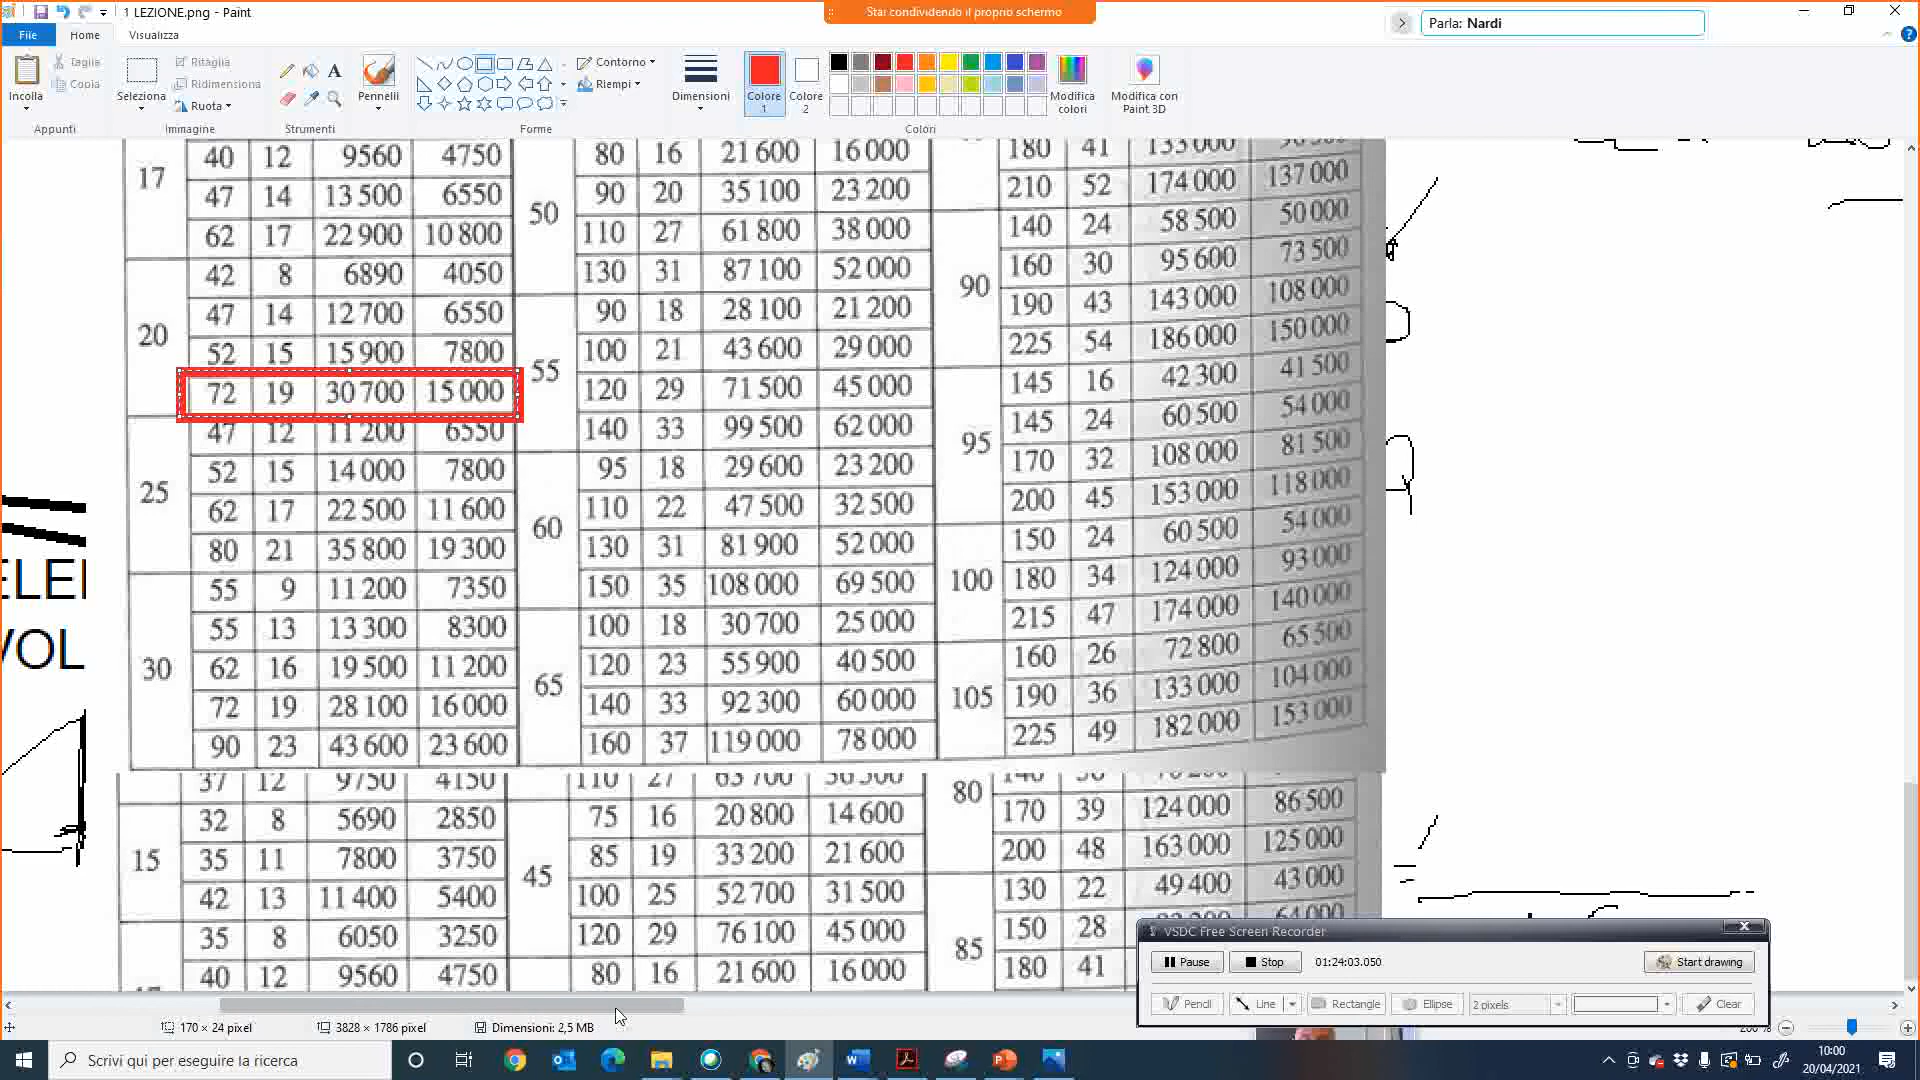 1 LEZIONE.png - Paint
Stai condividendo il proprio schermo
Parla: Nardi
File Home Visualizza
Incolla
Taglia
Copia
Appunti
Seleziona
Ritaglia
Ridimensiona
Ruota
Immagine
Strumenti
Pennelli
Contorno
Riempi
Forme
Dimensioni
Colore 1
Colore 2
Modifica colori
Modifica con Paint 3D
Colori
17 40 12 9560 4750 80 16 21 600 16 000 180 41 133 000
47 14 13 500 6550 50 90 20 35 100 23 200 210 52 174 000 137 000
62 17 22 900 10 800 110 27 61 800 38 000 140 24 58 500 50 000
42 8 6890 4050 130 31 87 100 52 000 90 160 30 95 600 73 500
47 14 12 700 6550 90 18 28 100 21 200 190 43 143 000 108 000
20 52 15 15 900 7800 55 100 21 43 600 29 000 225 54 186 000 150 000
72 19 30 700 15 000 120 29 71 500 45 000 145 16 42 300 41 500
47 12 11 200 6550 140 33 99 500 62 000 95 145 24 60 500 54 000
25 52 15 14 000 7800 95 18 29 600 23 200 170 32 108 000 81 500
62 17 22 500 11 600 60 110 22 47 500 32 500 200 45 153 000 118 000
80 21 35 800 19 300 130 31 81 900 52 000 150 24 60 500 54 000
55 9 11 200 7350 150 35 108 000 69 500 100 180 34 124 000 93 000
55 13 13 300 8300 100 18 30 700 25 000 215 47 174 000 140 000
30 62 16 19 500 11 200 65 120 23 55 900 40 500 160 26 72 800 65 500
72 19 28 100 16 000 140 33 92 300 60 000 105 190 36 133 000 104 000
90 23 43 600 23 600 160 37 119 000 78 000 225 49 182 000 153 000
37 12 9750 4150 110 27 63 700 80
32 8 5690 2850 75 16 20 800 14 600 170 39 124 000 86 500
15 35 11 7800 3750 45 85 19 33 200 21 600 200 48 163 000 125 000
42 13 11 400 5400 100 25 52 700 31 500 130 22 49 400 43 000
35 8 6050 3250 120 29 76 100 45 000 85 150 28 64 000
40 12 9560 4750 80 16 21 600 16 000 180 41
ELE
VOL
VSDC Free Screen Recorder
Pause Stop 01:24:03.050 Start drawing
Pencil Line Rectangle Ellipse 2 pixels Clear
170 × 24 pixel 3828 × 1786 pixel Dimensioni: 2,5 MB
Scrivi qui per eseguire la ricerca
10:00
20/04/2021